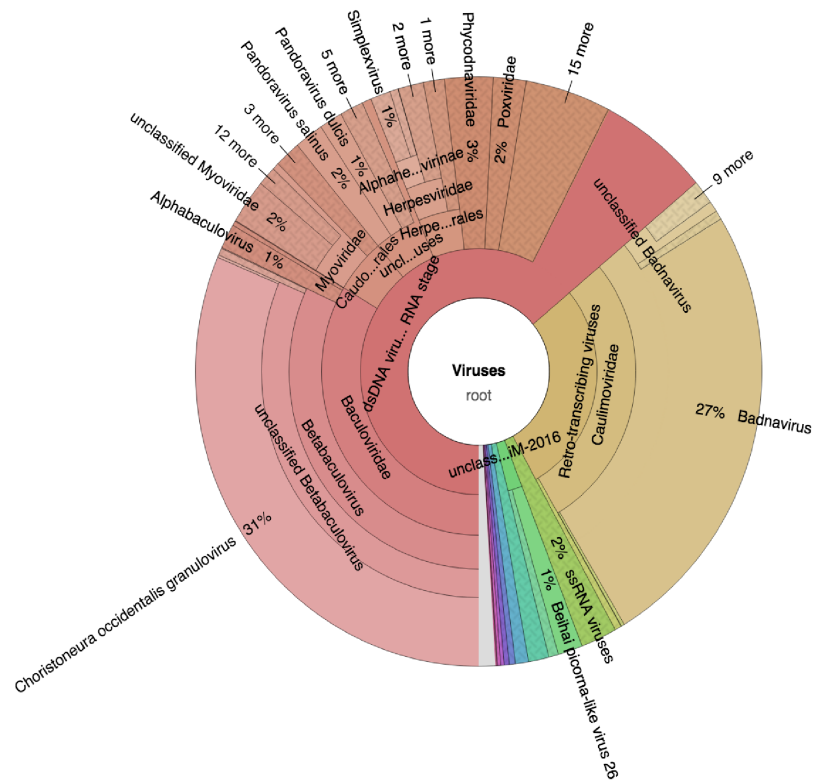 Viruses
root
dsDNA viru... RNA stage
Baculoviridae
Betabaculovirus
unclassified Betabaculovirus
31% Choristoneura occidentalis granulovirus
Alphabaculovirus 1%
unclassified Myoviridae 2%
12 more
3 more
Myoviridae
Caudo...rales
uncl...uses
Pandoravirus salinus 2%
Pandoravirus dulcis 1%
5 more
Simplexvirus 1%
2 more
1 more
Alphahe...virinae
Herpesviridae
Herpe...rales
Phycodnaviridae 3%
2% Poxviridae
15 more
9 more
unclassified Badnavirus
27% Badnavirus
Caulimoviridae
Retro-transcribing viruses
2% ssRNA viruses
1% Beihai picorna-like virus 26
unclass...iM-2016